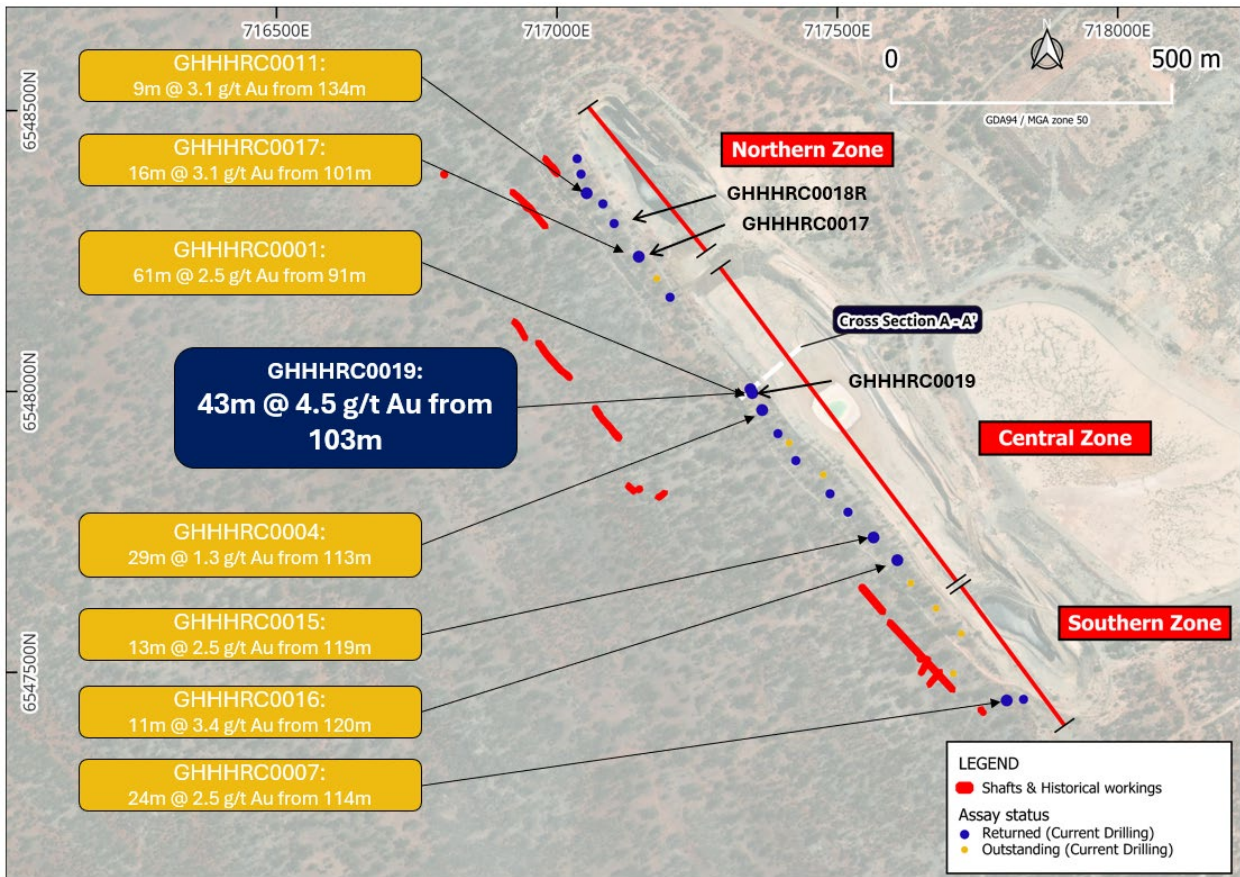 716500E
717000E
717500E
718000E
N
0
500 m
GDA94 / MGA zone 50
6548500N
6548000N
6547500N
GHHHRC0011:
9m @ 3.1 g/t Au from 134m
GHHHRC0017:
16m @ 3.1 g/t Au from 101m
GHHHRC0001:
61m @ 2.5 g/t Au from 91m
GHHHRC0019:
43m @ 4.5 g/t Au from
103m
GHHHRC0004:
29m @ 1.3 g/t Au from 113m
GHHHRC0015:
13m @ 2.5 g/t Au from 119m
GHHHRC0016:
11m @ 3.4 g/t Au from 120m
GHHHRC0007:
24m @ 2.5 g/t Au from 114m
Northern Zone
GHHHRC0018R
GHHHRC0017
Cross Section A - A'
GHHHRC0019
Central Zone
Southern Zone
LEGEND
Shafts & Historical workings
Assay status
Returned (Current Drilling)
Outstanding (Current Drilling)